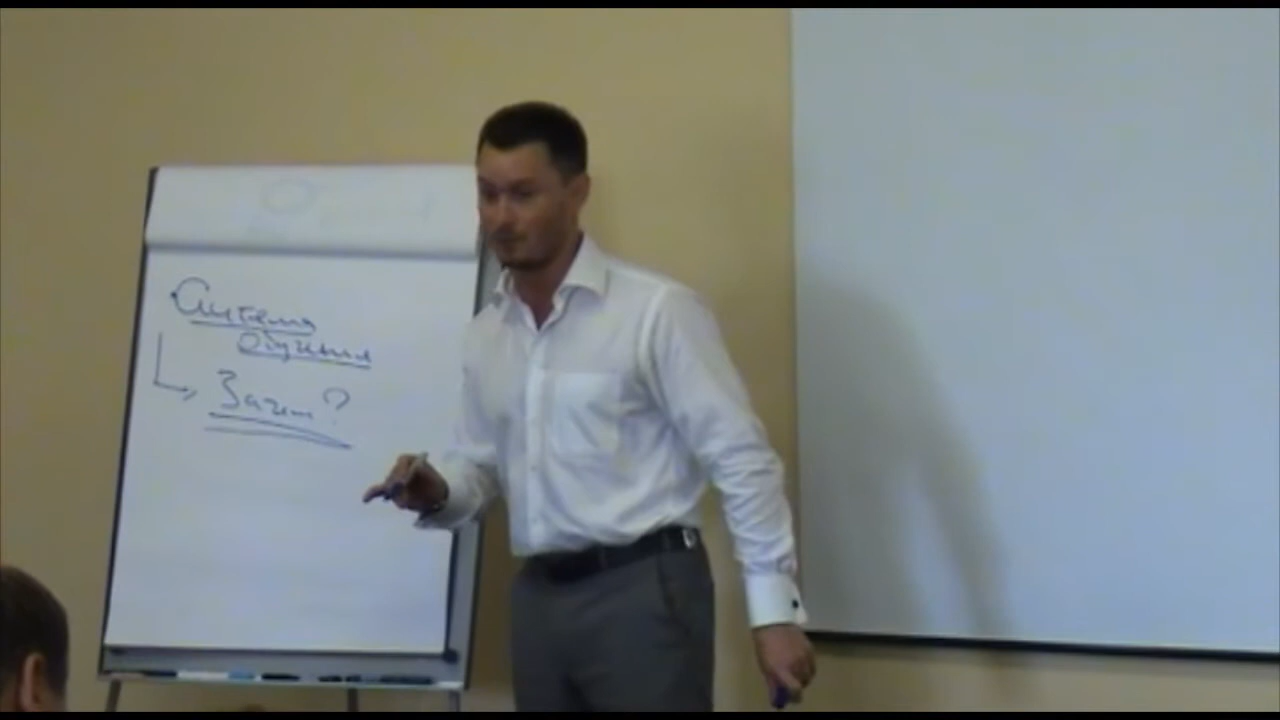 Система
обучения
Зачем?